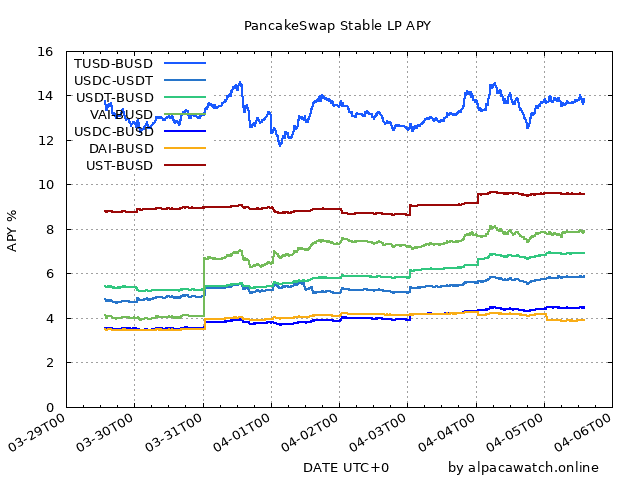 PancakeSwap Stable LP APY
APY %
16
14
12
10
8
6
4
2
0
TUSD-BUSD
USDC-USDT
USDT-BUSD
VAI-BUSD
USDC-BUSD
DAI-BUSD
UST-BUSD
03-29T00
03-30T00
03-31T00
04-01T00
04-02T00
04-03T00
04-04T00
04-05T00
04-06T00
DATE UTC+0
by alpacawatch.online